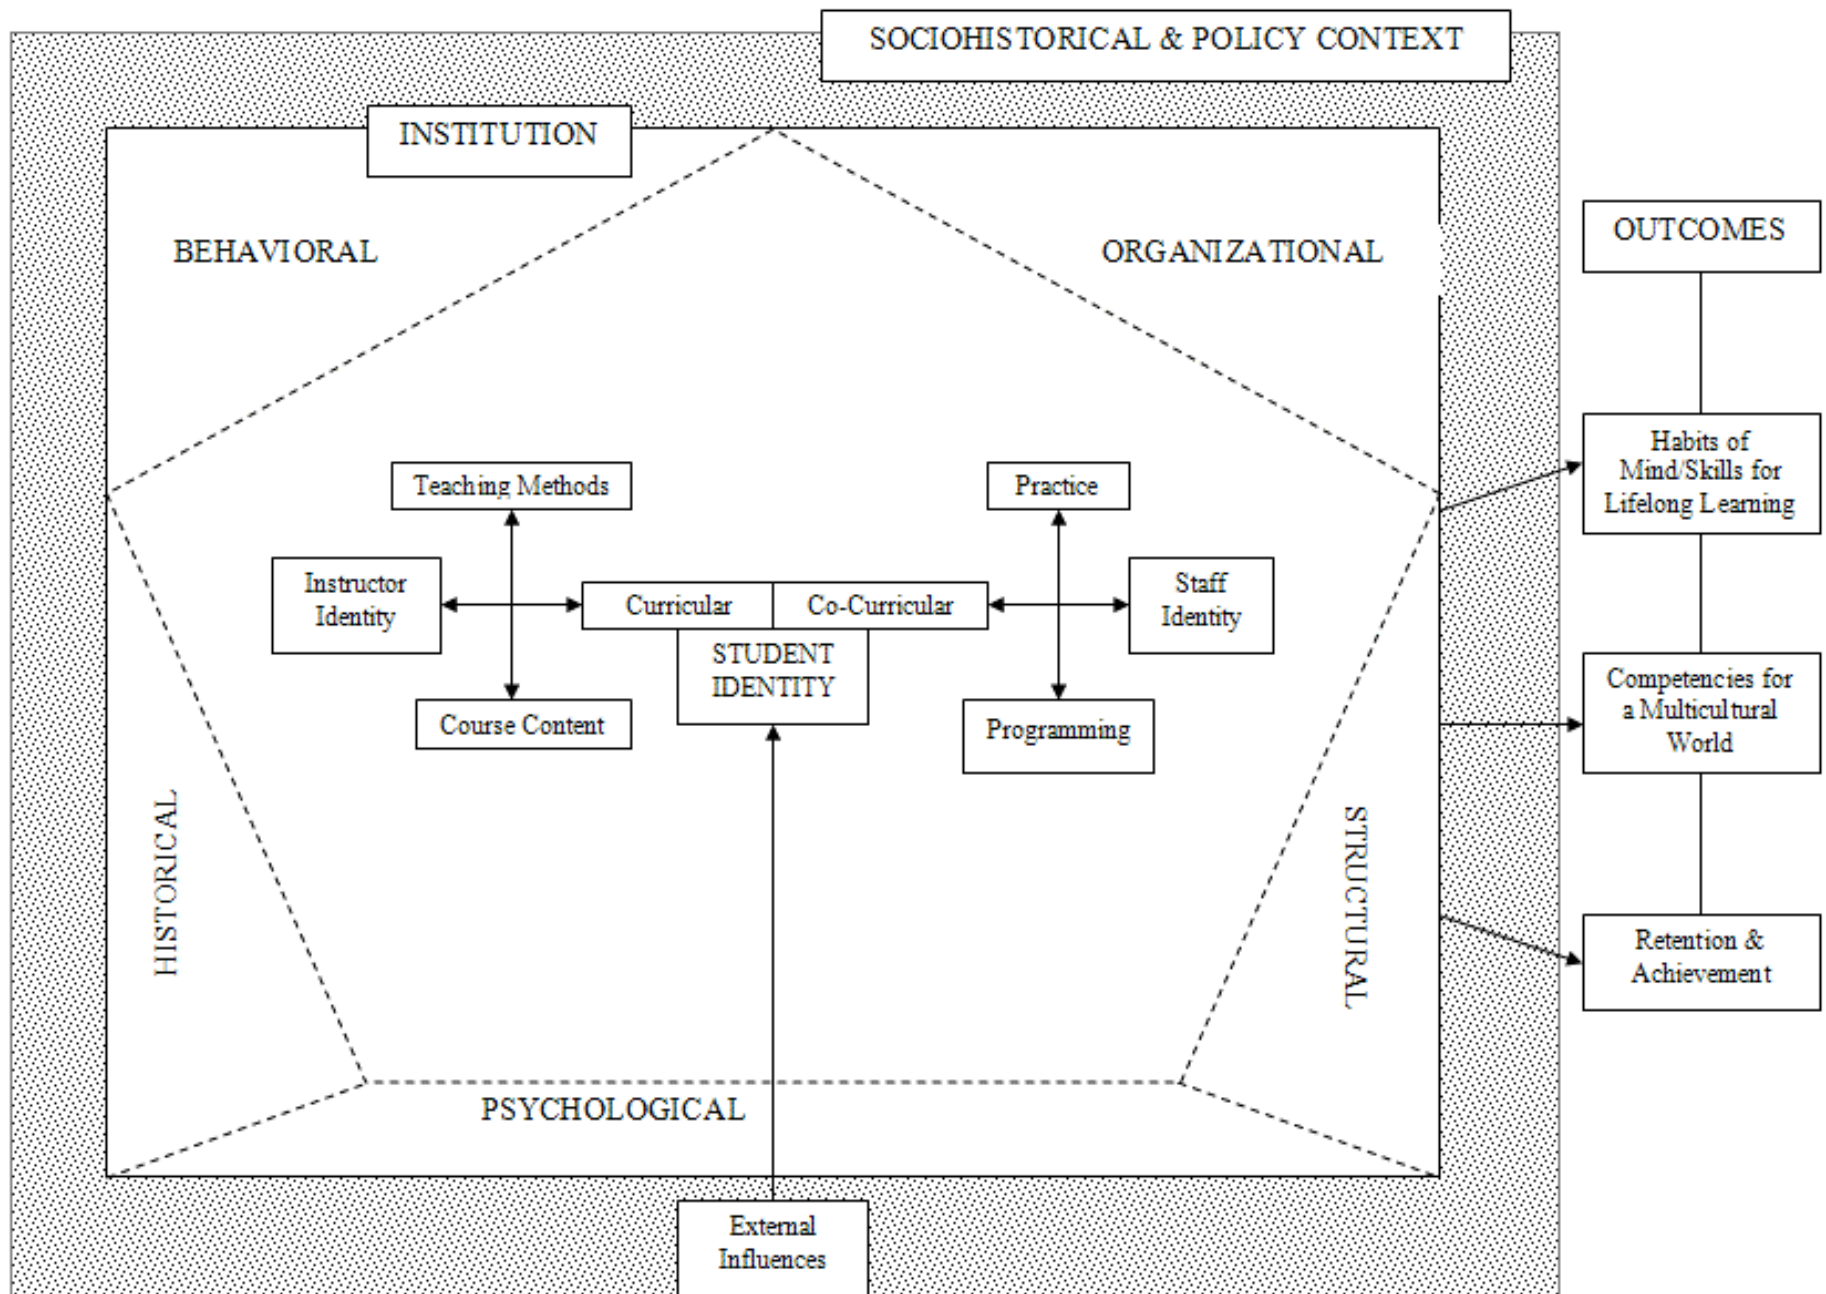 SOCIOHISTORICAL & POLICY CONTEXT
INSTITUTION
BEHAVIORAL
ORGANIZATIONAL
OUTCOMES
Habits of
Mind/Skills for
Lifelong Learning
Teaching Methods
Practice
Instructor
Identity
Curricular
Co-Curricular
Staff
Identity
STUDENT
IDENTITY
Course Content
Programming
Competencies for
a Multicultural
World
HISTORICAL
STRUCTURAL
Retention &
Achievement
PSYCHOLOGICAL
External
Influences